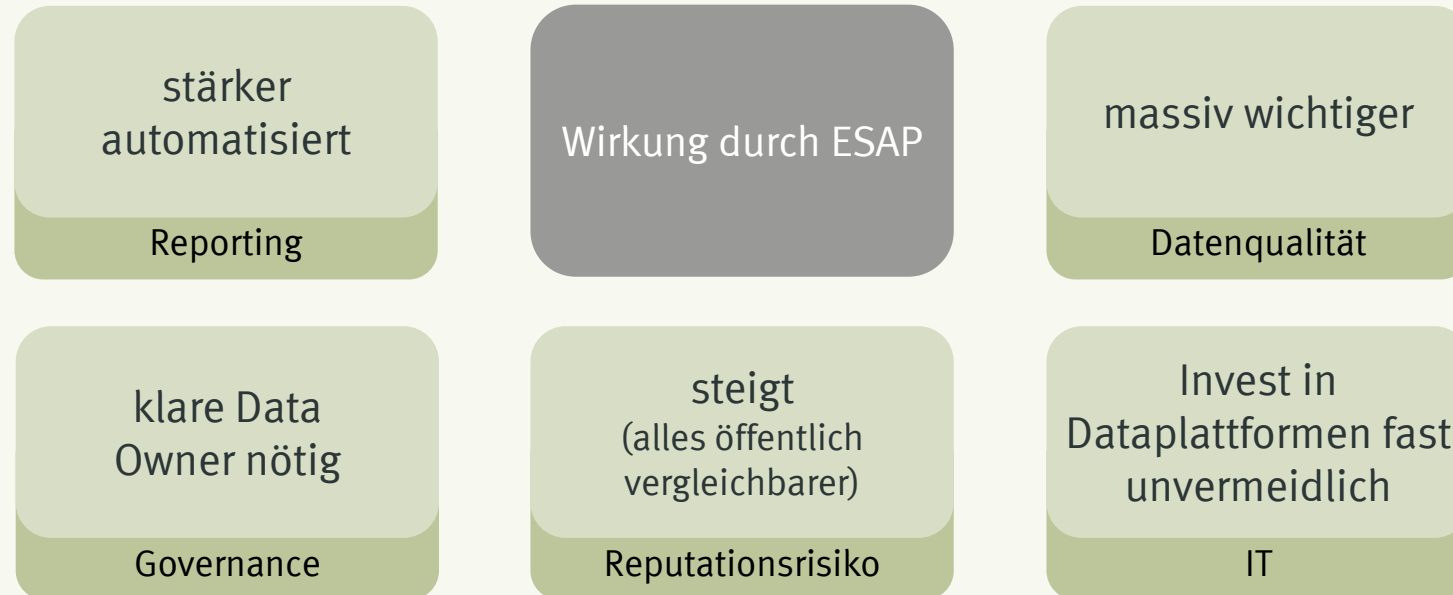 stärker
automatisiert
Reporting
Wirkung durch ESAP
massiv wichtiger
Datenqualität
klare Data
Owner nötig
Governance
steigt
(alles öffentlich
vergleichbarer)
Reputationsrisiko
Invest in
Dataplattformen fast
unvermeidlich
IT